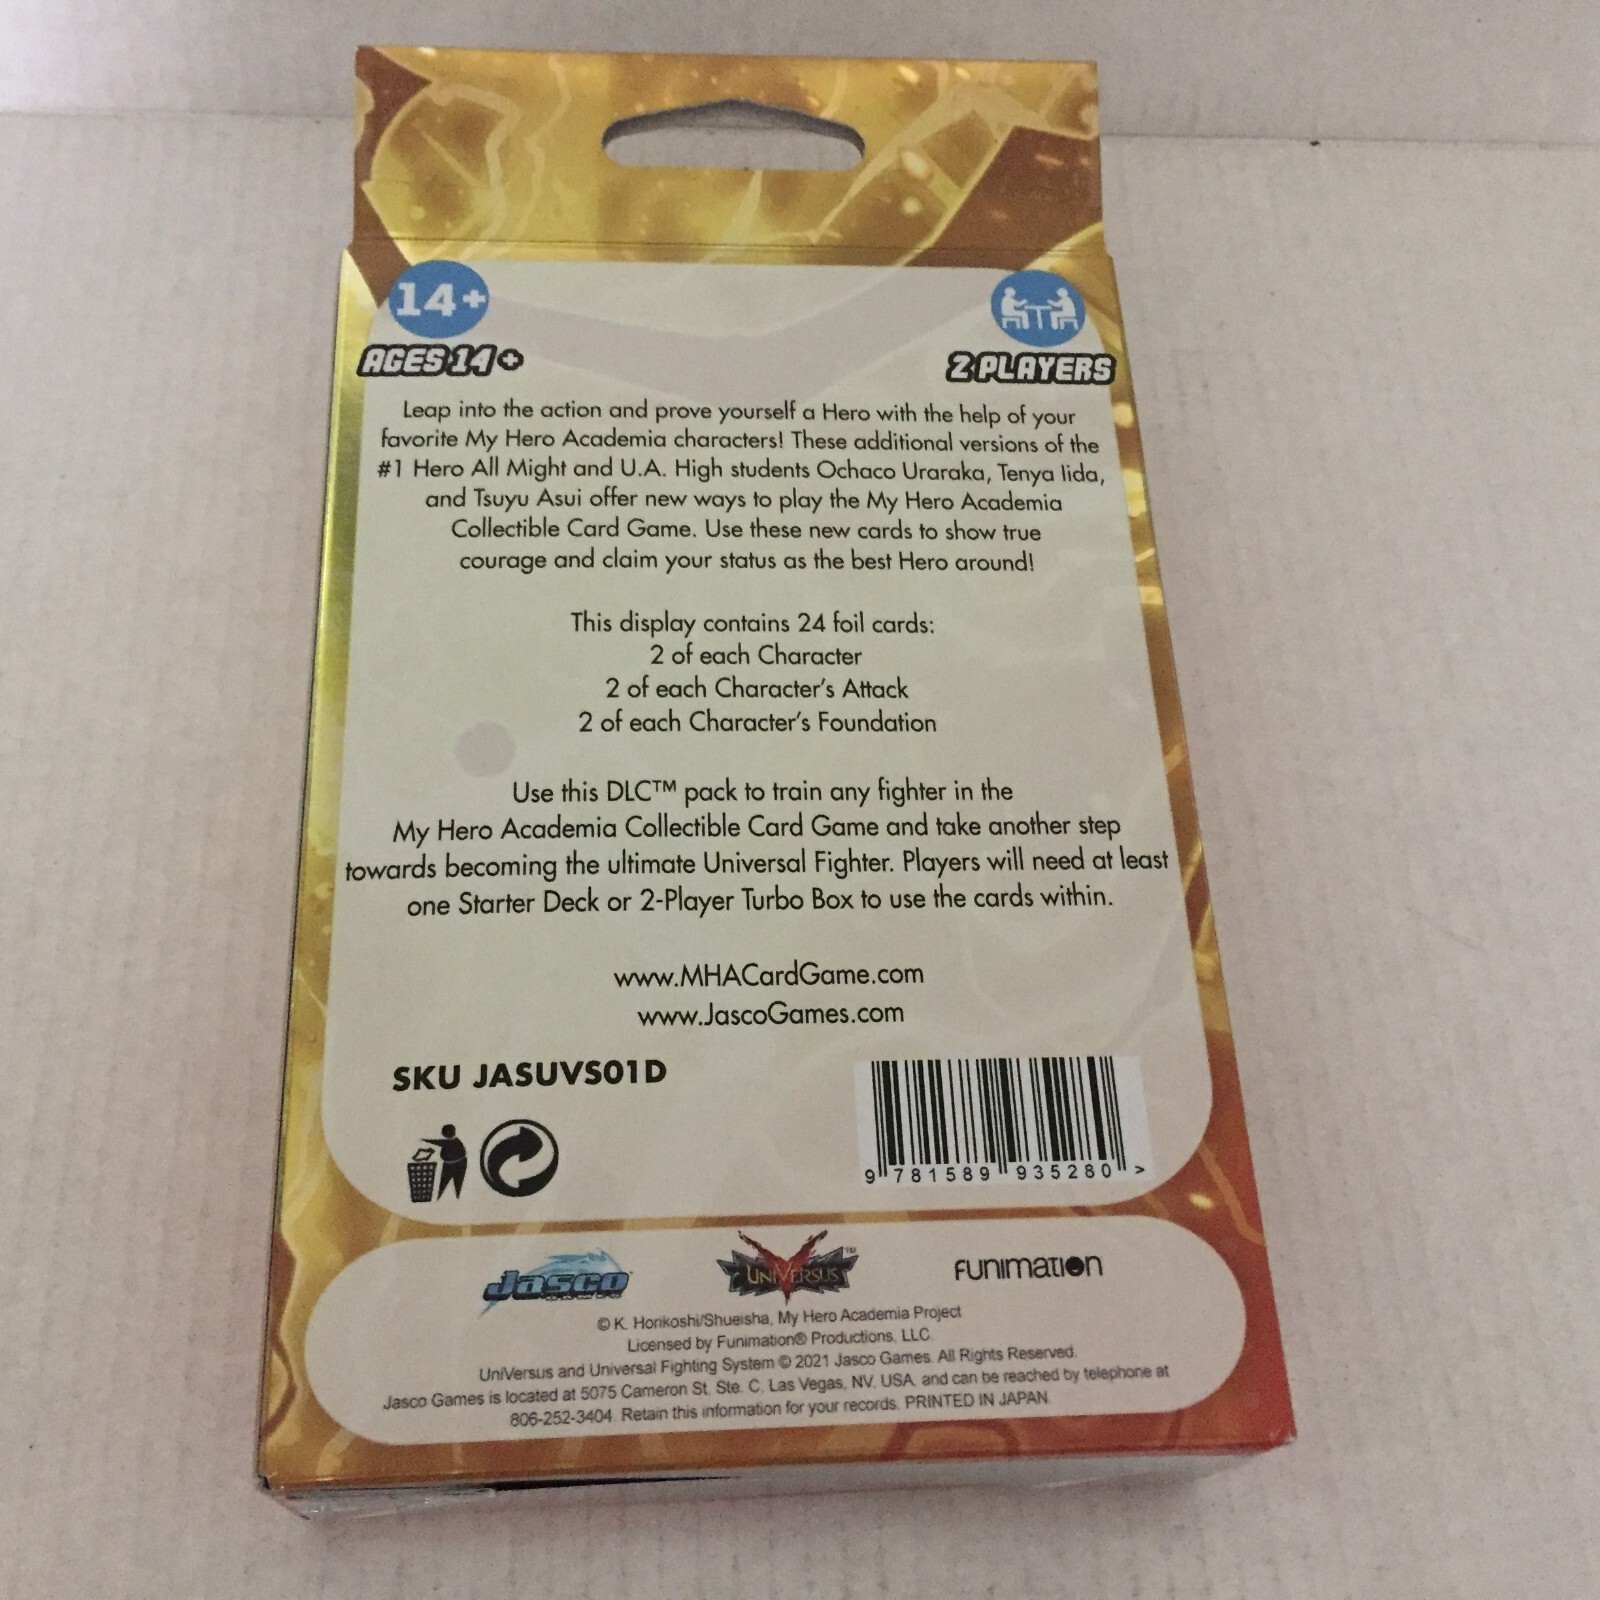 14+
AGES 14+
2 PLAYERS
Leap into the action and prove yourself a Hero with the help of your
favorite My Hero Academia characters! These additional versions of the
#1 Hero All Might and U.A. High students Ochaco Uraraka, Tenya Iida,
and Tsuyu Asui offer new ways to play the My Hero Academia
Collectible Card Game. Use these new cards to show true
courage and claim your status as the best Hero around!
This display contains 24 foil cards:
2 of each Character
2 of each Character's Attack
2 of each Character's Foundation
Use this DLC™ pack to train any fighter in the
My Hero Academia Collectible Card Game and take another step
towards becoming the ultimate Universal Fighter. Players will need at least
one Starter Deck or 2-Player Turbo Box to use the cards within.
www.MHACardGame.com
www.JascoGames.com
SKU JASUVS01D
9 781589 935280 >
Jasco GAMES
UNIVERSUS™
FUNIMATION
© K. Horikoshi/Shueisha, My Hero Academia Project
Licensed by Funimation® Productions, LLC.
UniVersus and Universal Fighting System © 2021 Jasco Games. All Rights Reserved.
Jasco Games is located at 5075 Cameron St. Ste. C, Las Vegas, NV. USA, and can be reached by telephone at
806-252-3404. Retain this information for your records. PRINTED IN JAPAN.